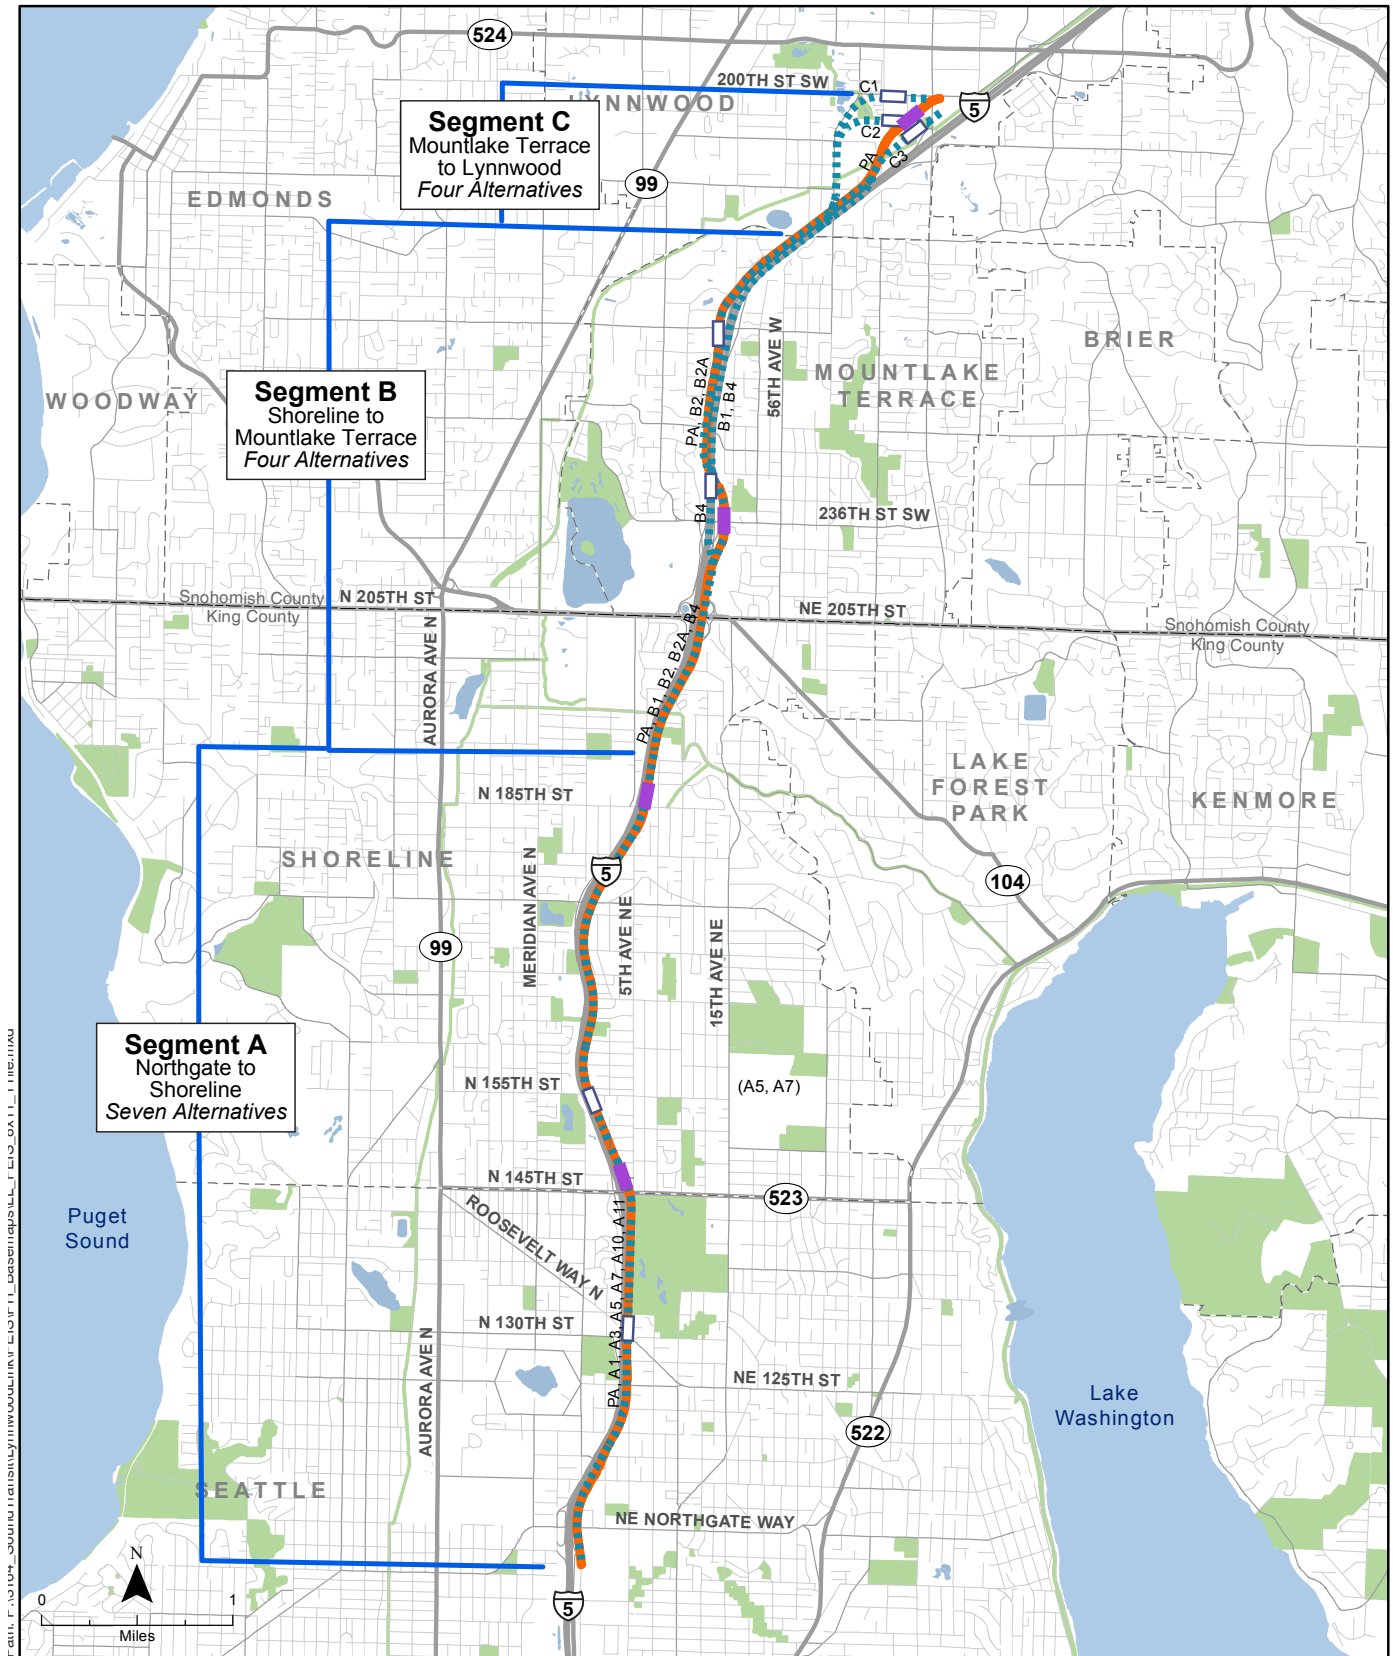 524
200TH ST SW
C1
LYNNWOOD
5
Segment C
Mountlake Terrace
to Lynnwood
Four Alternatives
C2
PA
C3
99
EDMONDS
BRIER
56TH AVE W
MOUNTLAKE
TERRACE
PA, B2, B2A
B1, B4
WOODWAY
Segment B
Shoreline to
Mountlake Terrace
Four Alternatives
B4
236TH ST SW
Snohomish County
King County
N 205TH ST
NE 205TH ST
Snohomish County
King County
AURORA AVE N
PA, B1, B2, B2A, B4
LAKE
FOREST
PARK
KENMORE
N 185TH ST
SHORELINE
5
104
MERIDIAN AVE N
5TH AVE NE
15TH AVE NE
99
Segment A
Northgate to
Shoreline
Seven Alternatives
N 155TH ST
(A5, A7)
N 145TH ST
523
ROOSEVELT WAY N
PA, A1, A3, A5, A7, A10, A11
Puget
Sound
N 130TH ST
AURORA AVE N
NE 125TH ST
Lake
Washington
522
SEATTLE
NE NORTHGATE WAY
N
0 1
Miles
5